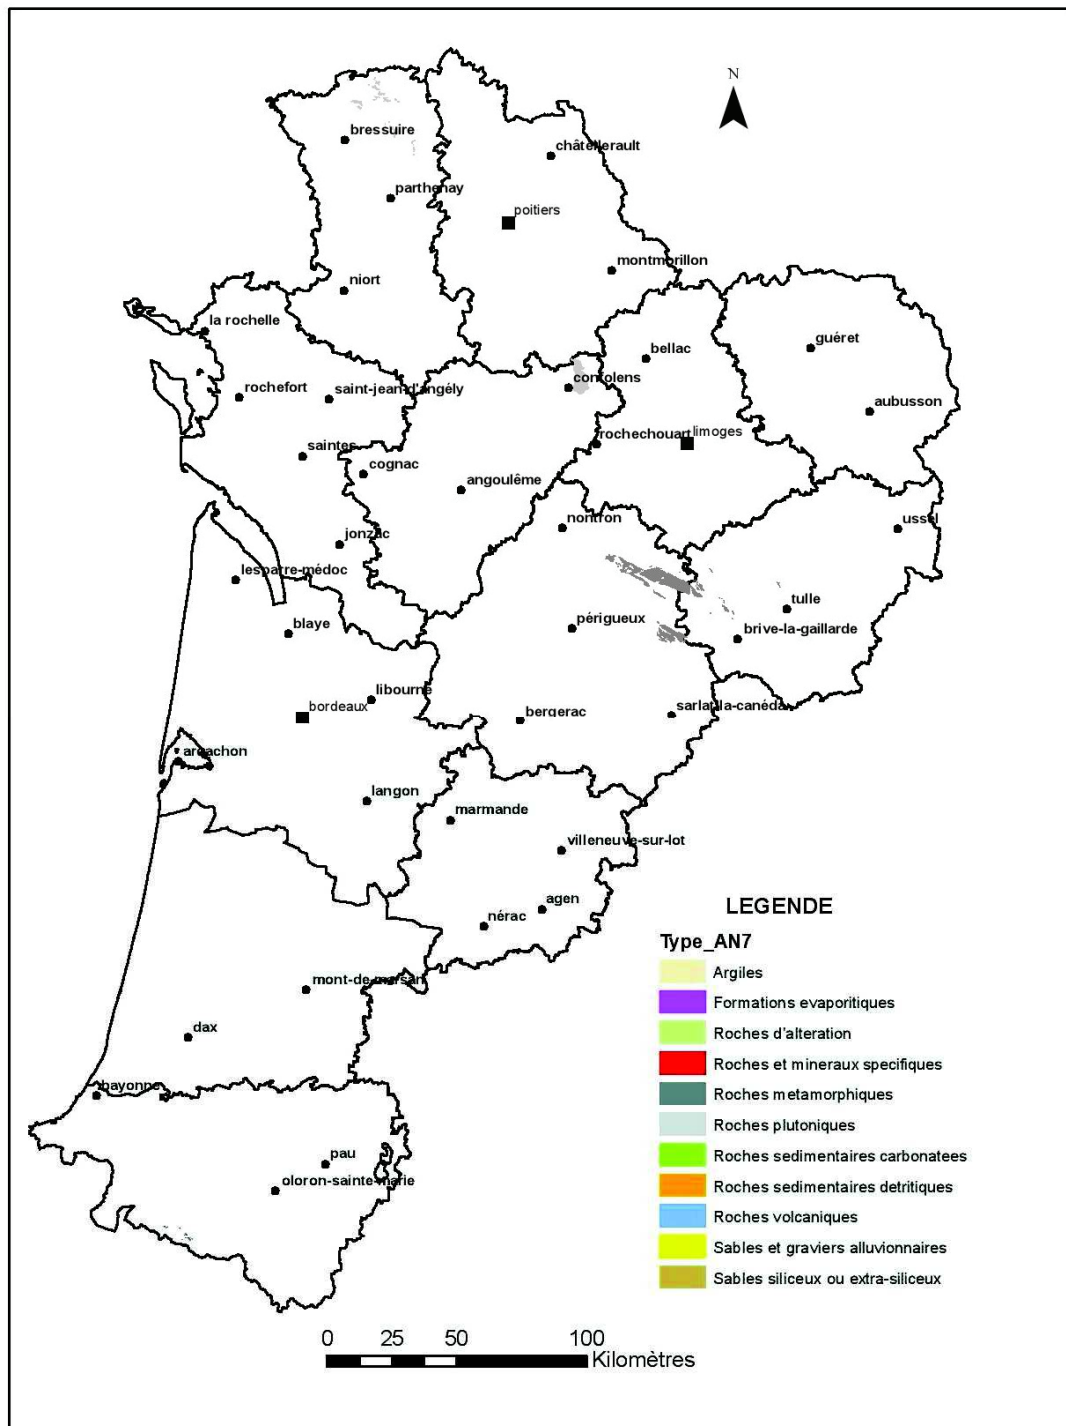 N
bressuire
châtellerault
parthenay
poitiers
montmorillon
niort
la rochelle
guéret
bellac
confolens
rochefort
saint-jean-d'angély
aubusson
rochechouart
limoges
saintes
cognac
angoulême
nontron
ussel
jonzac
lesparre-médoc
tulle
blaye
périgueux
brive-la-gaillarde
libourne
bordeaux
bergerac
sarlat-la-canéda
arcachon
langon
marmande
villeneuve-sur-lot
agen
nérac
mont-de-marsan
dax
bayonne
pau
oloron-sainte-marie
LEGENDE
Type_AN7
Argiles
Formations evaporitiques
Roches d'alteration
Roches et mineraux specifiques
Roches metamorphiques
Roches plutoniques
Roches sedimentaires carbonatees
Roches sedimentaires detritiques
Roches volcaniques
Sables et graviers alluvionnaires
Sables siliceux ou extra-siliceux
0 25 50 100
Kilomètres